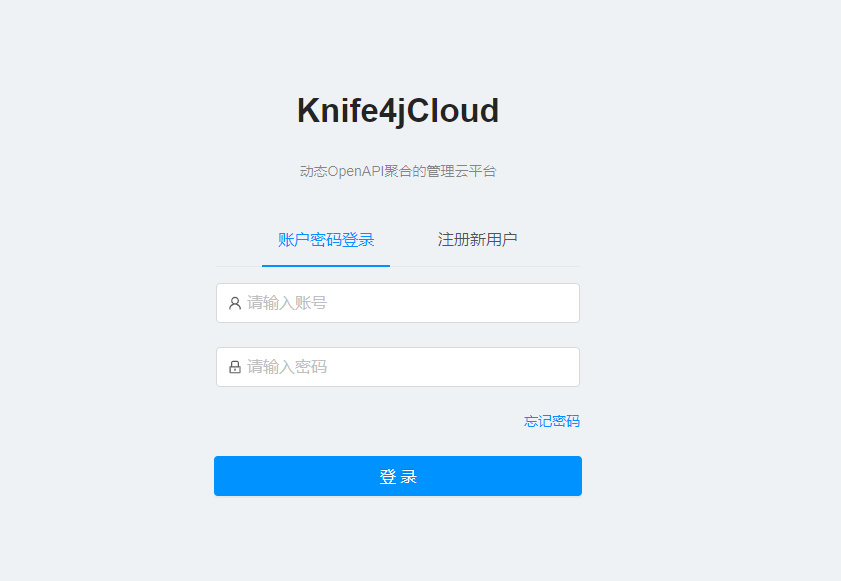 Knife4jCloud
动态OpenAPI聚合的管理云平台
账户密码登录 注册新用户
请输入账号
请输入密码
忘记密码
登 录